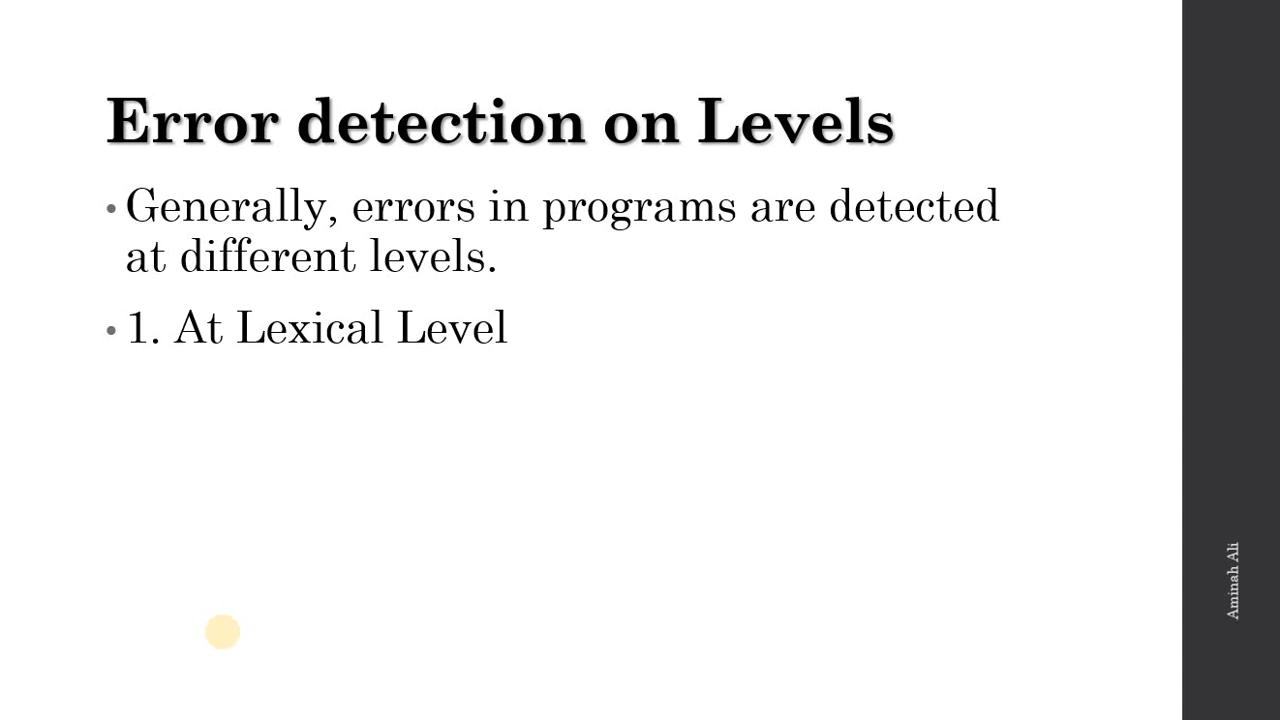 Error detection on Levels
• Generally, errors in programs are detected
at different levels.
• 1. At Lexical Level
Aminah Ali